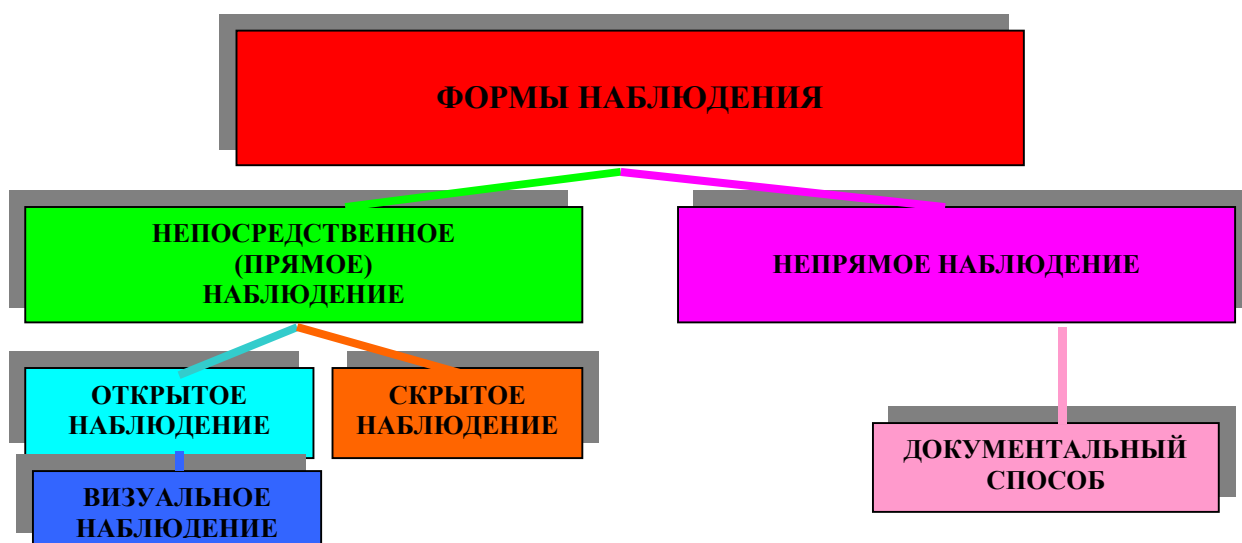 ФОРМЫ НАБЛЮДЕНИЯ
НЕПОСРЕДСТВЕННОЕ
(ПРЯМОЕ)
НАБЛЮДЕНИЕ
НЕПРЯМОЕ НАБЛЮДЕНИЕ
ОТКРЫТОЕ
НАБЛЮДЕНИЕ
СКРЫТОЕ
НАБЛЮДЕНИЕ
ДОКУМЕНТАЛЬНЫЙ
СПОСОБ
ВИЗУАЛЬНОЕ
НАБЛЮДЕНИЕ